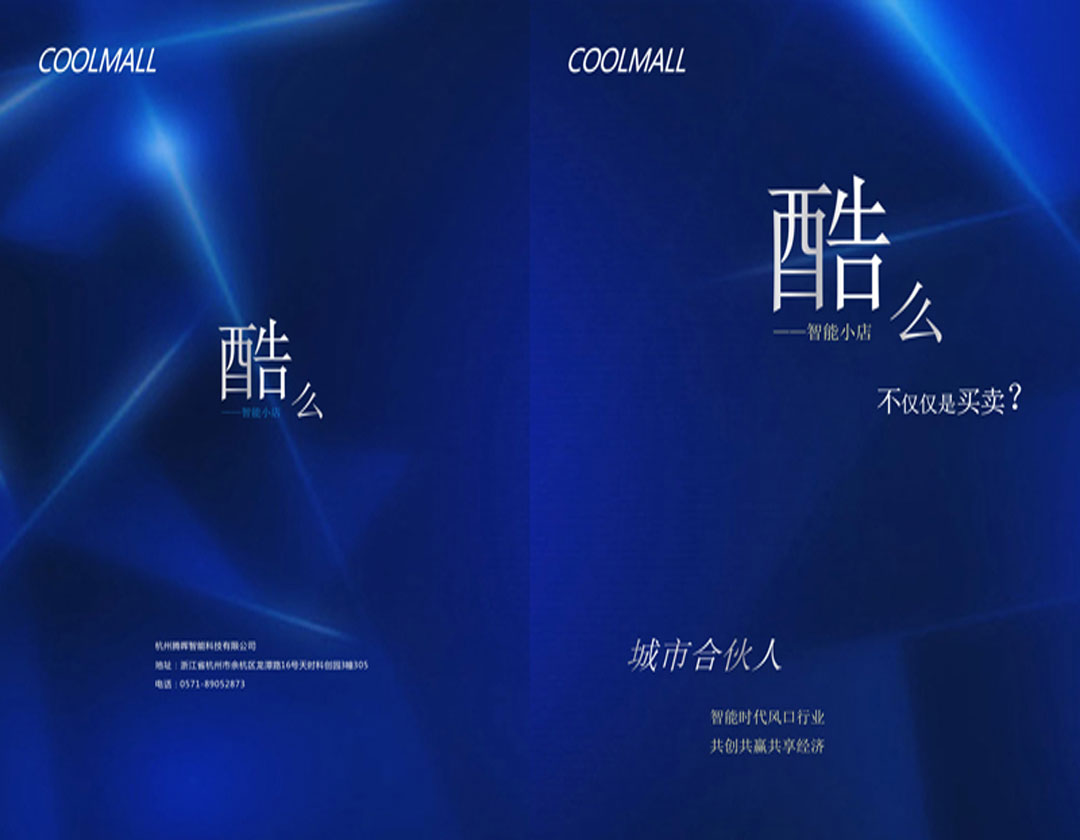 COOLMALL
酷么
——智能小店
杭州腾晖智能科技有限公司
地址：浙江省杭州市余杭区龙潭路16号天时科创园3幢305
电话：0571-89052873
COOLMALL
酷么
——智能小店
不仅仅是买卖？
城市合伙人
智能时代风口行业
共创共赢共享经济